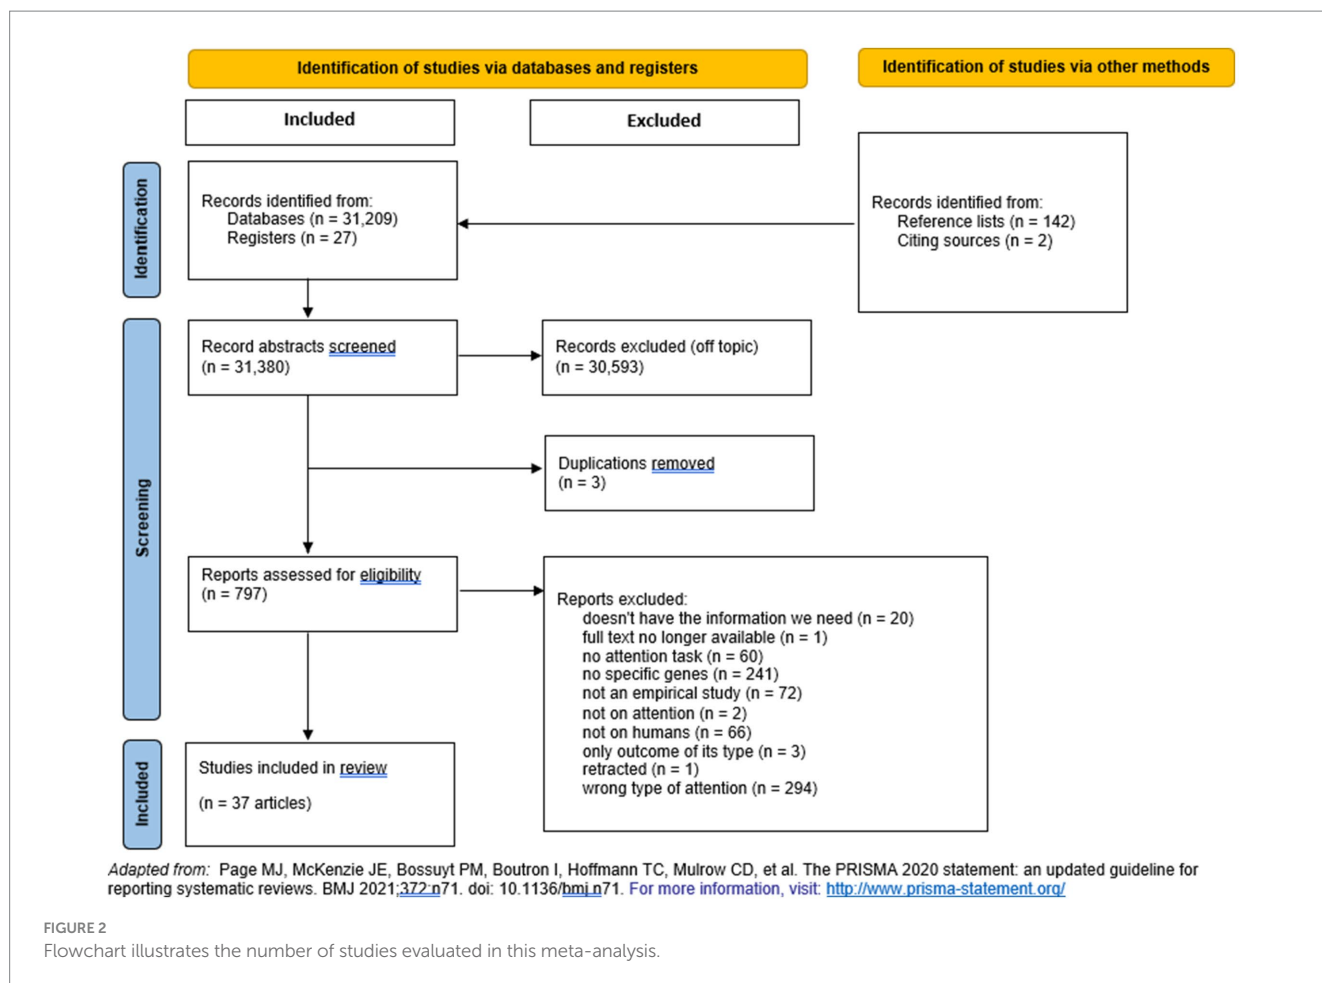 Identification of studies via databases and registers
Identification of studies via other methods
Included
Excluded
Identification
Records identified from:
Databases (n = 31,209)
Registers (n = 27)
Records identified from:
Reference lists (n = 142)
Citing sources (n = 2)
Screening
Record abstracts screened
(n = 31,380)
Records excluded (off topic)
(n = 30,593)
Duplications removed
(n = 3)
Reports assessed for eligibility
(n = 797)
Reports excluded:
doesn't have the information we need (n = 20)
full text no longer available (n = 1)
no attention task (n = 60)
no specific genes (n = 241)
not an empirical study (n = 72)
not on attention (n = 2)
not on humans (n = 66)
only outcome of its type (n = 3)
retracted (n = 1)
wrong type of attention (n = 294)
Included
Studies included in review
(n = 37 articles)
Adapted from: Page MJ, McKenzie JE, Bossuyt PM, Boutron I, Hoffmann TC, Mulrow CD, et al. The PRISMA 2020 statement: an updated guideline for
reporting systematic reviews. BMJ 2021;372:n71. doi: 10.1136/bmj.n71. For more information, visit: http://www.prisma-statement.org/
FIGURE 2
Flowchart illustrates the number of studies evaluated in this meta-analysis.